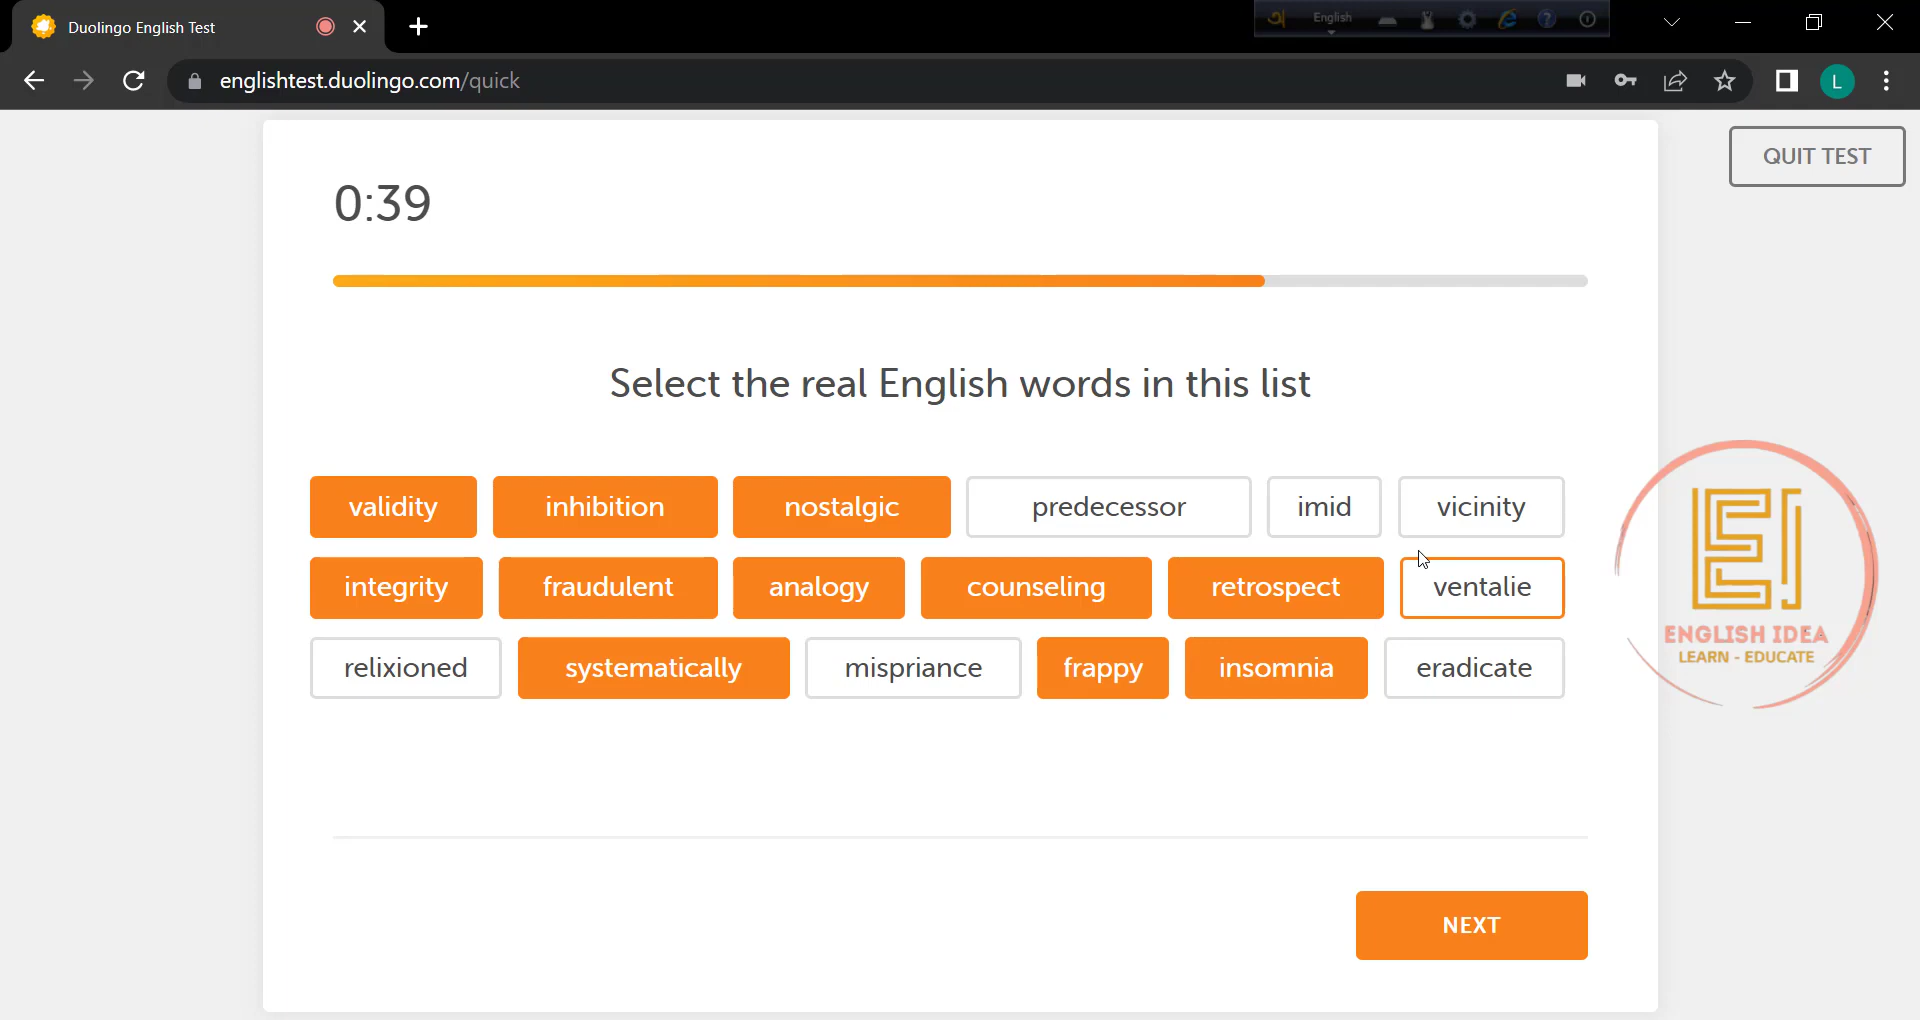 Duolingo English Test
English
englishtest.duolingo.com/quick
L
QUIT TEST
0:39
Select the real English words in this list
validity inhibition nostalgic predecessor imid vicinity
integrity fraudulent analogy counseling retrospect ventalie
relixioned systematically mispriance frappy insomnia eradicate
ENGLISH IDEA
LEARN - EDUCATE
NEXT